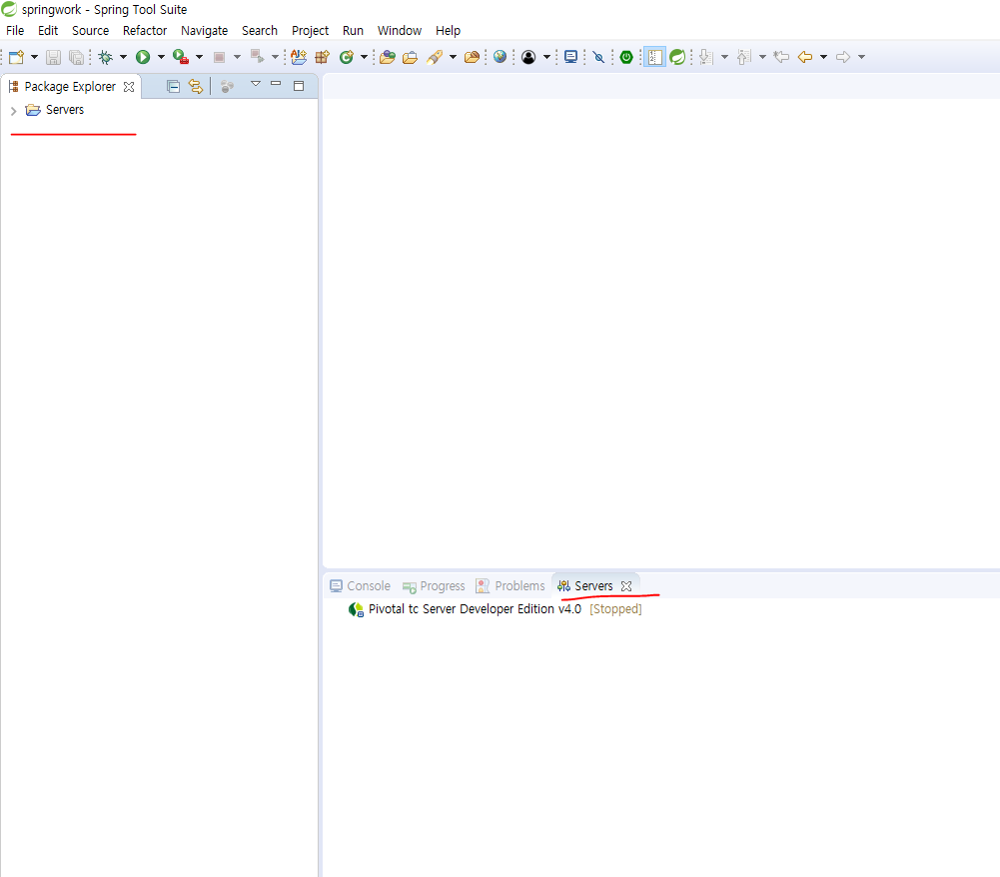 springwork - Spring Tool Suite
File Edit Source Refactor Navigate Search Project Run Window Help
Package Explorer
Servers
Console Progress Problems Servers
Pivotal tc Server Developer Edition v4.0 [Stopped]